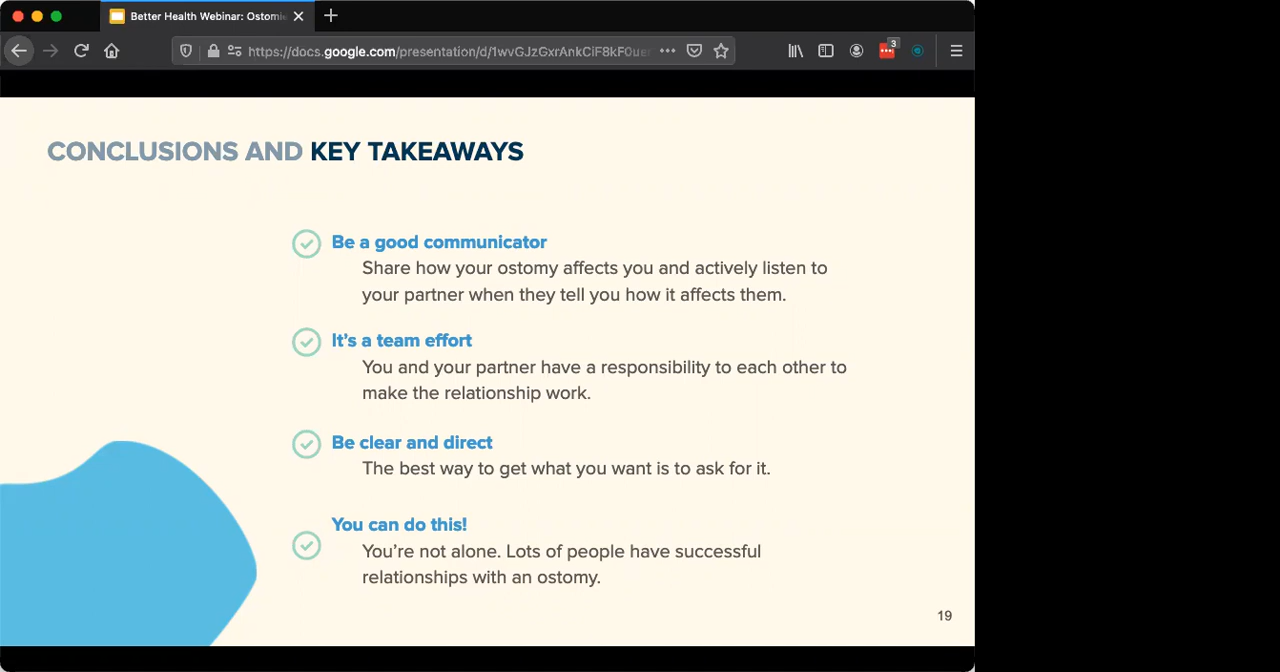 Better Health Webinar: Ostomi
https://docs.google.com/presentation/d/1wvGJzGxrAnkCiF8kF0uer
3
CONCLUSIONS AND KEY TAKEAWAYS
Be a good communicator
Share how your ostomy affects you and actively listen to
your partner when they tell you how it affects them.
It's a team effort
You and your partner have a responsibility to each other to
make the relationship work.
Be clear and direct
The best way to get what you want is to ask for it.
You can do this!
You're not alone. Lots of people have successful
relationships with an ostomy.
19